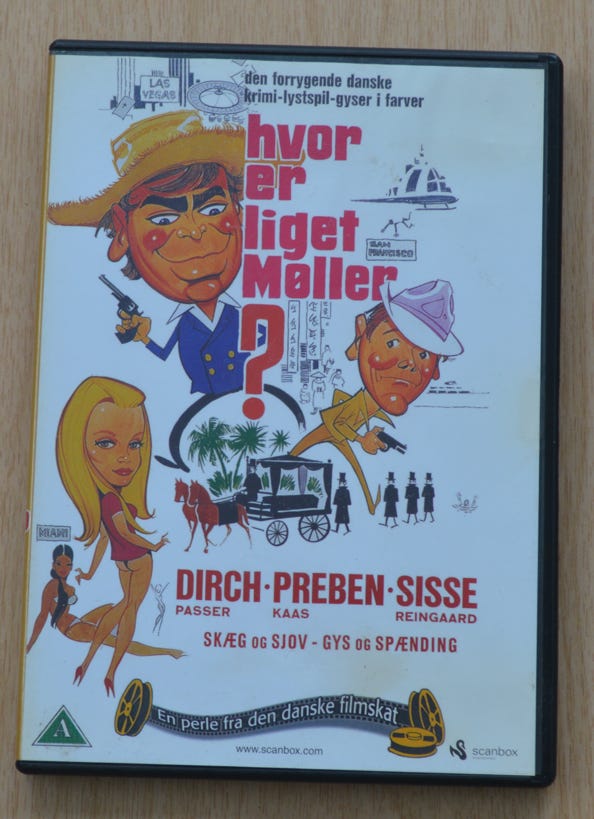 LAS
VEGAS
den forrygende danske
krimi-lystspil-gyser i farver
hvor
er
liget
Møller
?
SAN
FRANCISCO
MIAMI
DIRCH · PREBEN · SISSE
PASSER KAAS REINGAARD
SKÆG OG SJOV - GYS OG SPÆNDING
En perle fra den danske filmskat
A
www.scanbox.com
scanbox